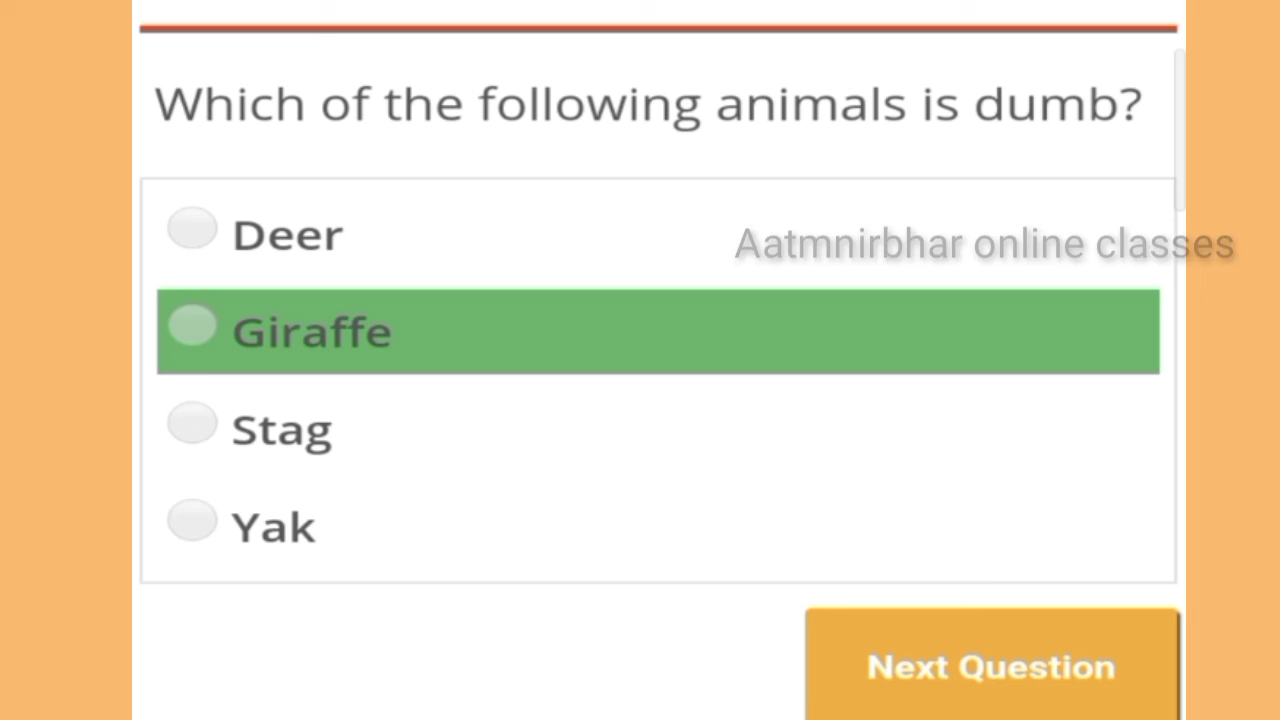 Which of the following animals is dumb?
Deer
Aatmnirbhar online classes
Giraffe
Stag
Yak
Next Question